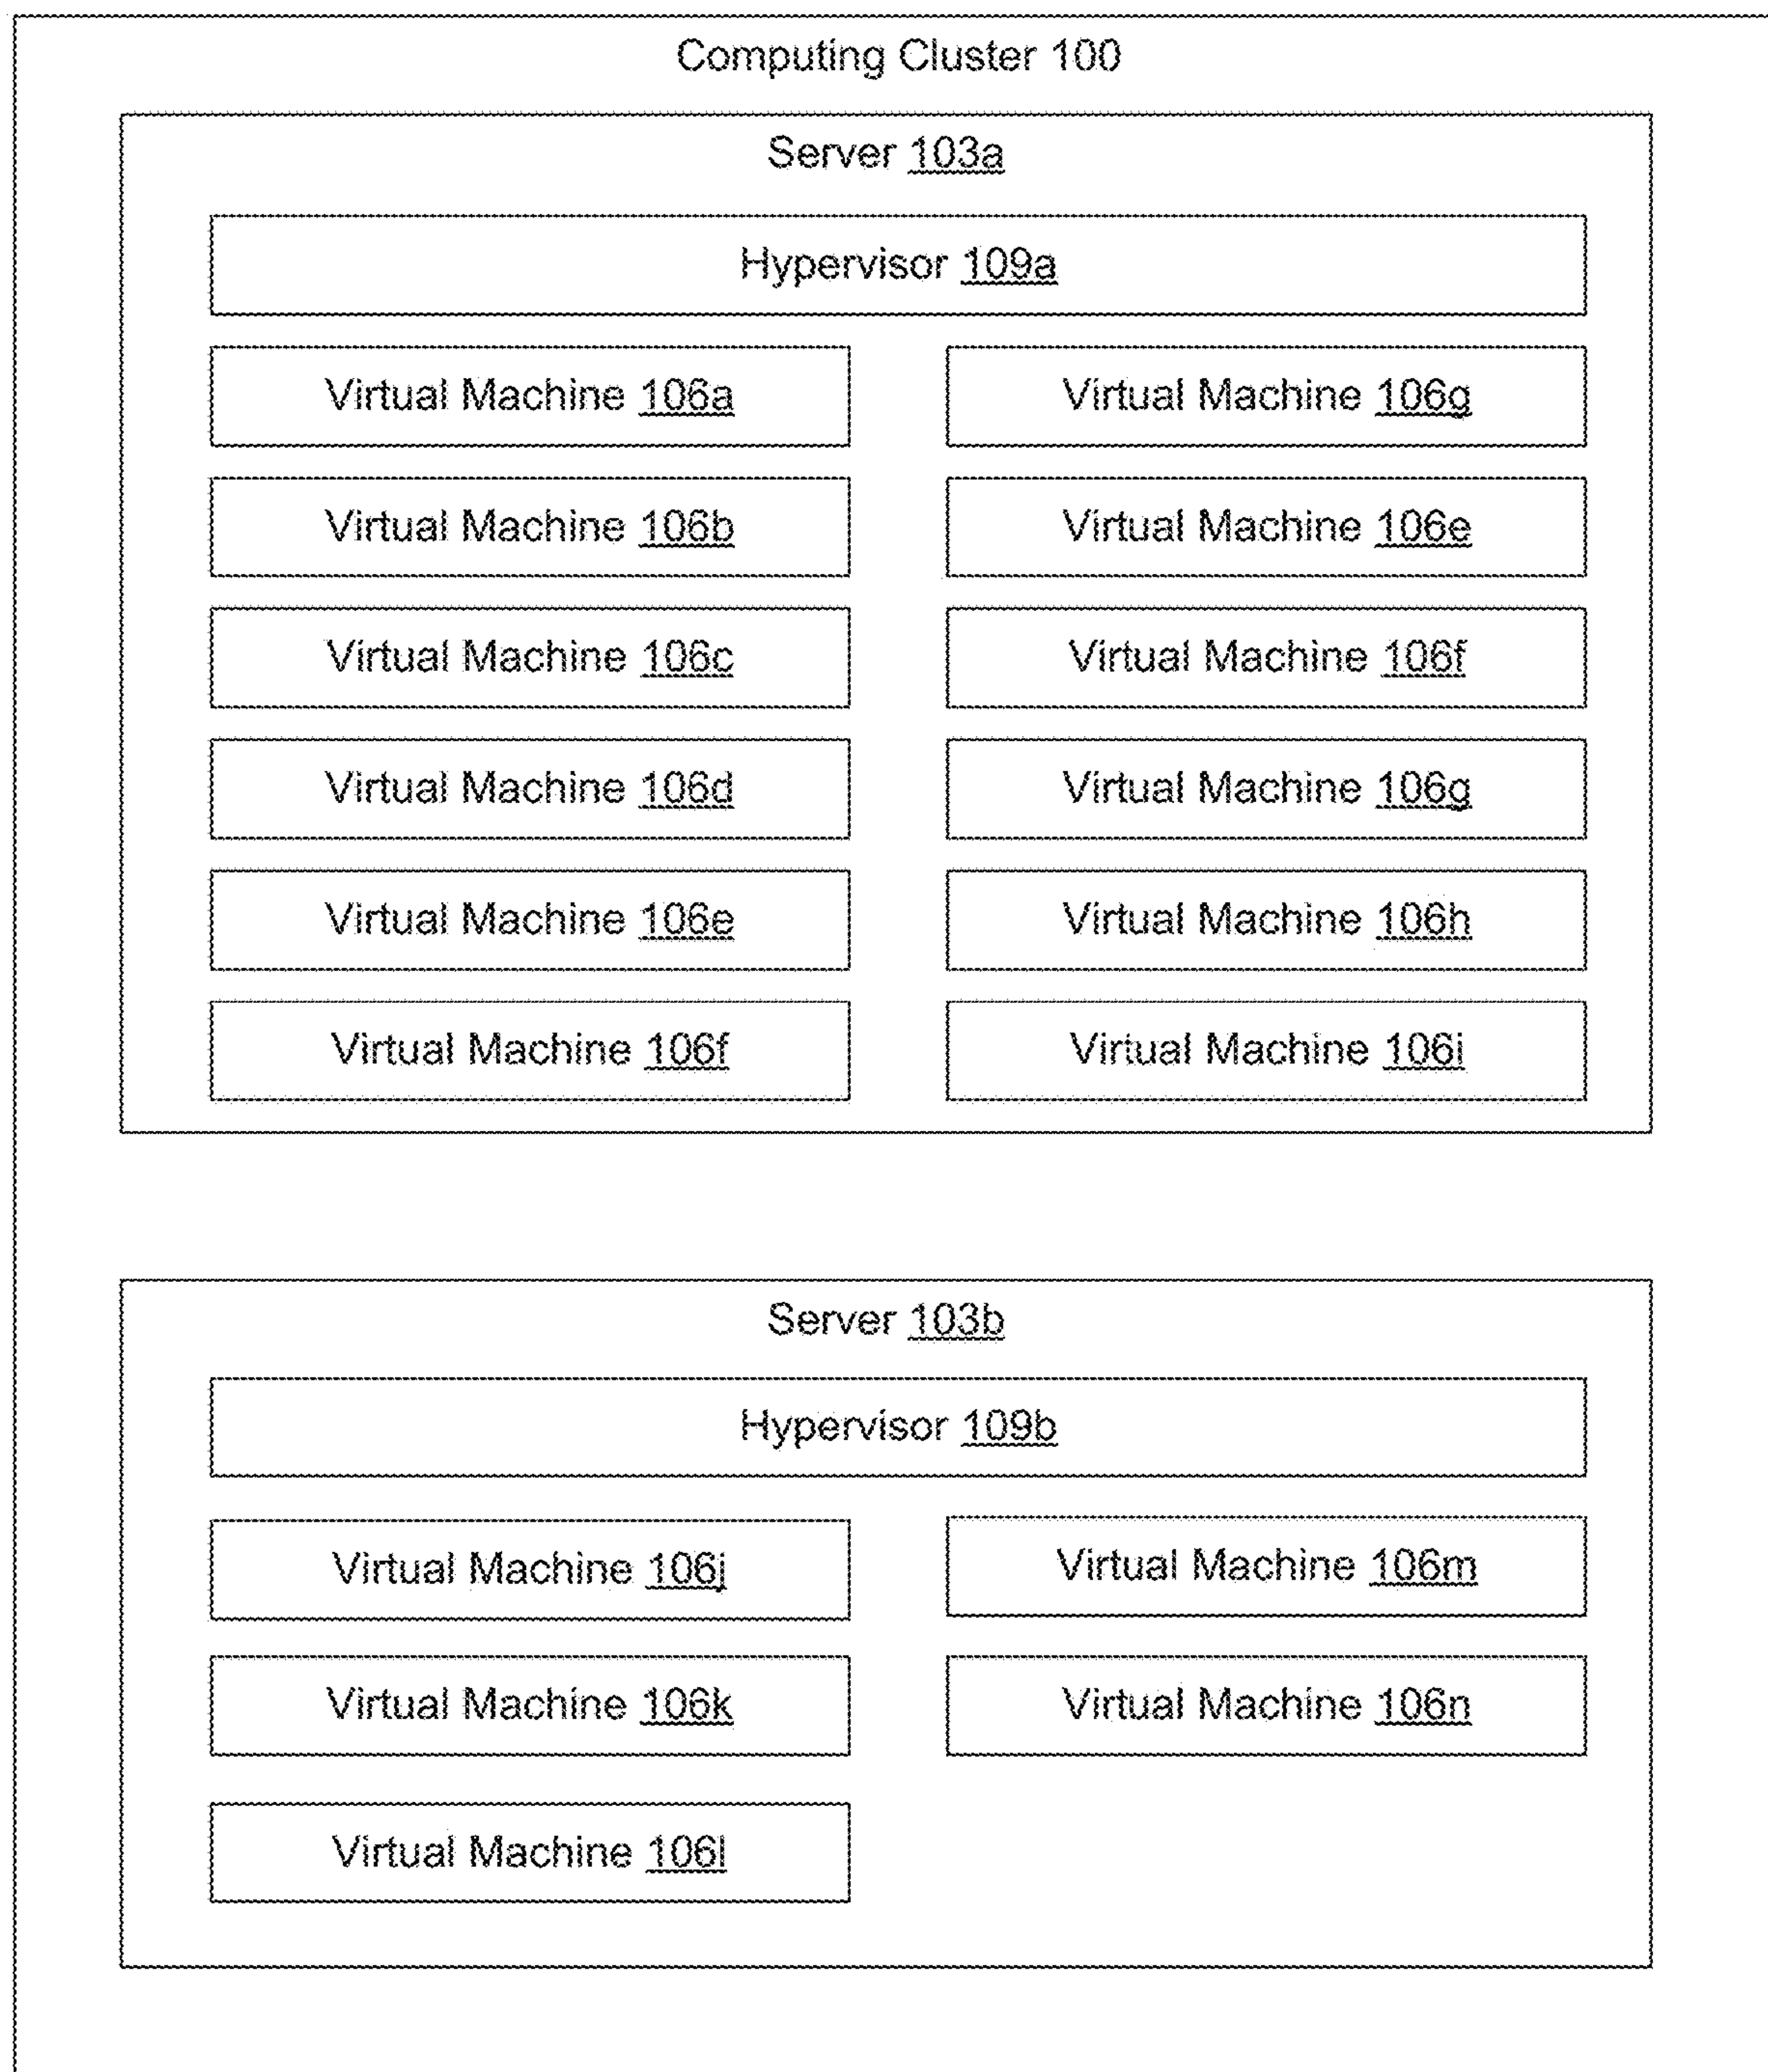 Computing Cluster 100
Server 103a
Hypervisor 109a
Virtual Machine 106a
Virtual Machine 106g
Virtual Machine 106b
Virtual Machine 106e
Virtual Machine 106c
Virtual Machine 106f
Virtual Machine 106d
Virtual Machine 106g
Virtual Machine 106e
Virtual Machine 106h
Virtual Machine 106f
Virtual Machine 106i
Server 103b
Hypervisor 109b
Virtual Machine 106j
Virtual Machine 106m
Virtual Machine 106k
Virtual Machine 106n
Virtual Machine 106l